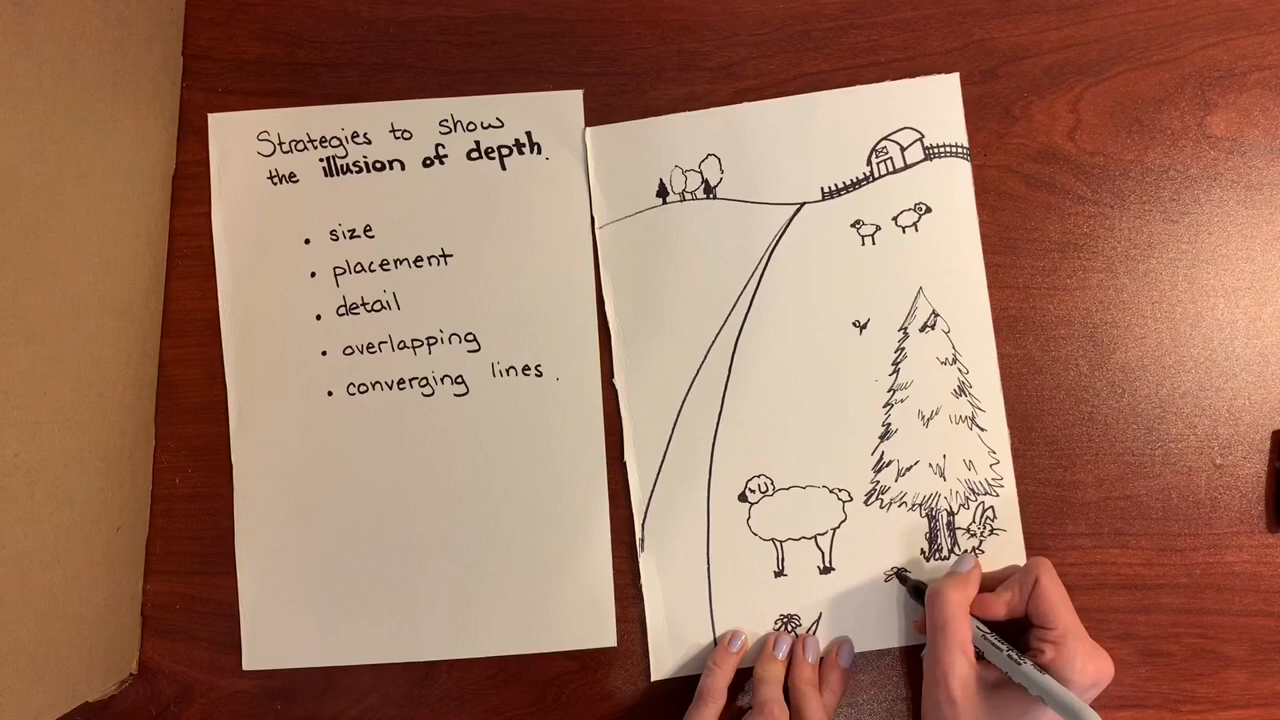 Strategies to show
the illusion of depth.
• size
• placement
• detail
• overlapping
• converging lines.